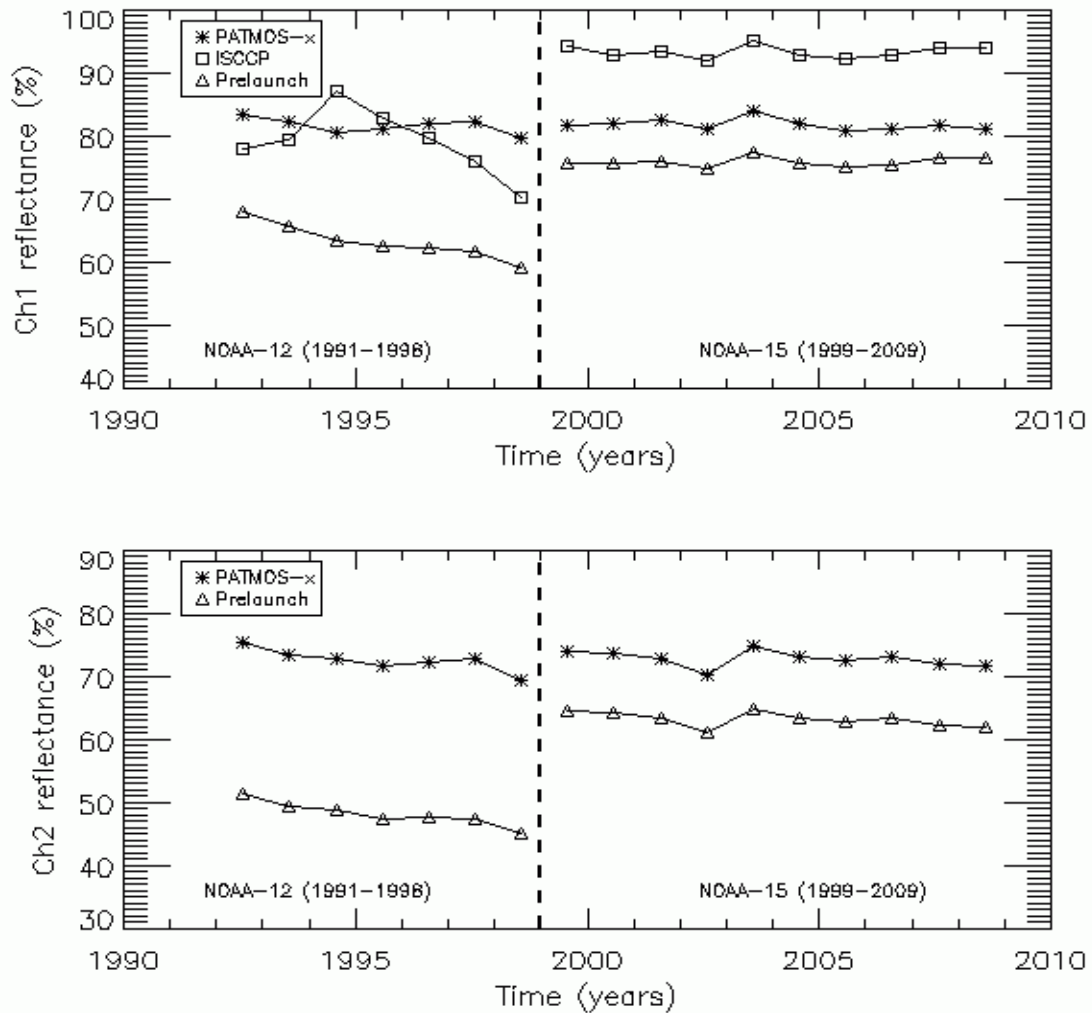 100
90
80
70
60
50
40
Ch1 reflectance (%)
PATMOS-x
ISCCP
Prelaunch
NOAA-12 (1991-1998)
NOAA-15 (1999-2009)
1990 1995 2000 2005 2010
Time (years)
90
80
70
60
50
40
30
Ch2 reflectance (%)
PATMOS-x
Prelaunch
NOAA-12 (1991-1998)
NOAA-15 (1999-2009)
1990 1995 2000 2005 2010
Time (years)